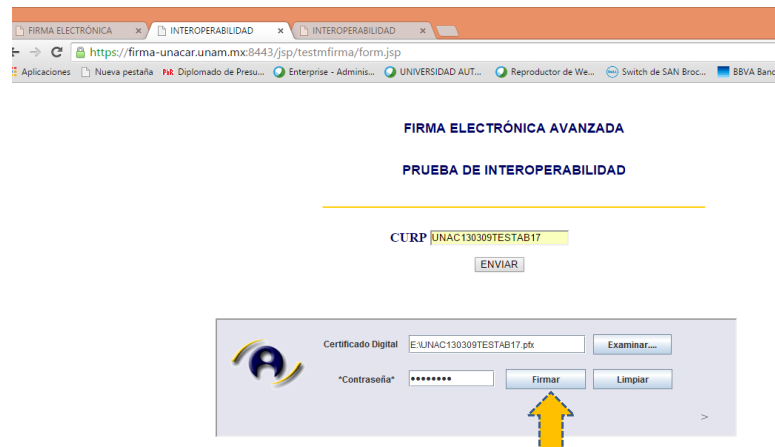 FIRMA ELECTRÓNICA × INTEROPERABILIDAD × INTEROPERABILIDAD ×
https://firma-unacar.unam.mx:8443/jsp/testmfirma/form.jsp
Aplicaciones Nueva pestaña Diplomado de Presu... Enterprise - Adminis... UNIVERSIDAD AUT... Reproductor de We... Switch de SAN Broc... BBVA Banc
FIRMA ELECTRÓNICA AVANZADA
PRUEBA DE INTEROPERABILIDAD
CURP UNAC130309TESTAB17
ENVIAR
Certificado Digital E:\UNAC130309TESTAB17.pfx Examinar....
*Contraseña* •••••••• Firmar Limpiar
>